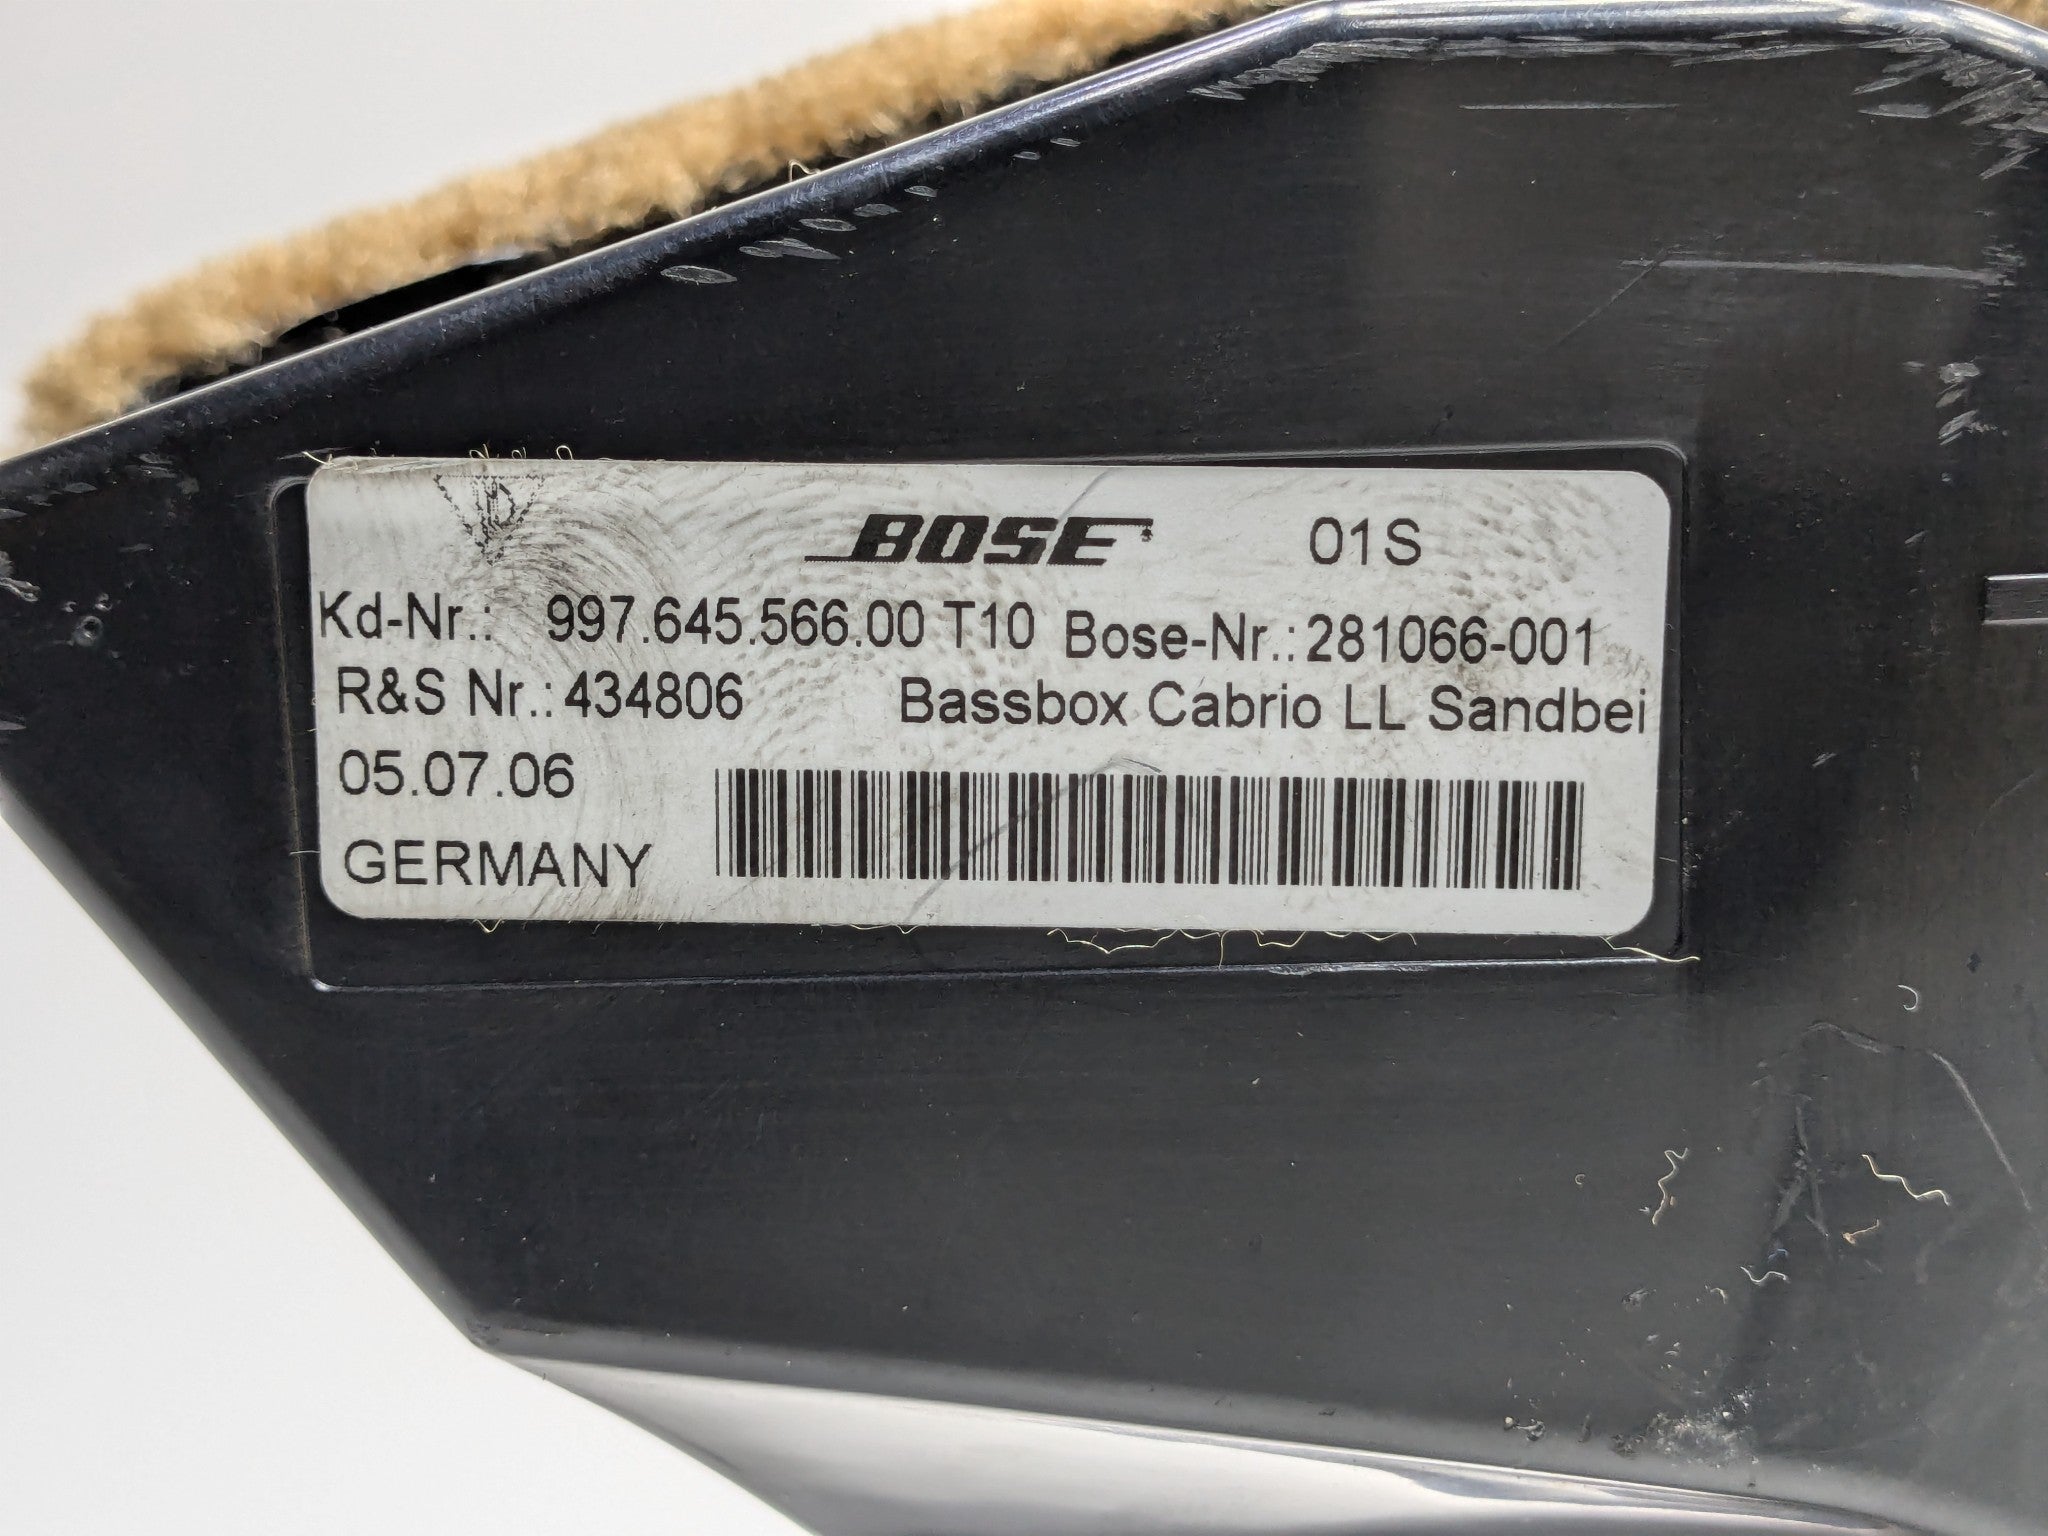 BOSE 01S
Kd-Nr.: 997.645.566.00 T10 Bose-Nr.:281066-001
R&S Nr.:434806 Bassbox Cabrio LL Sandbei
05.07.06
GERMANY